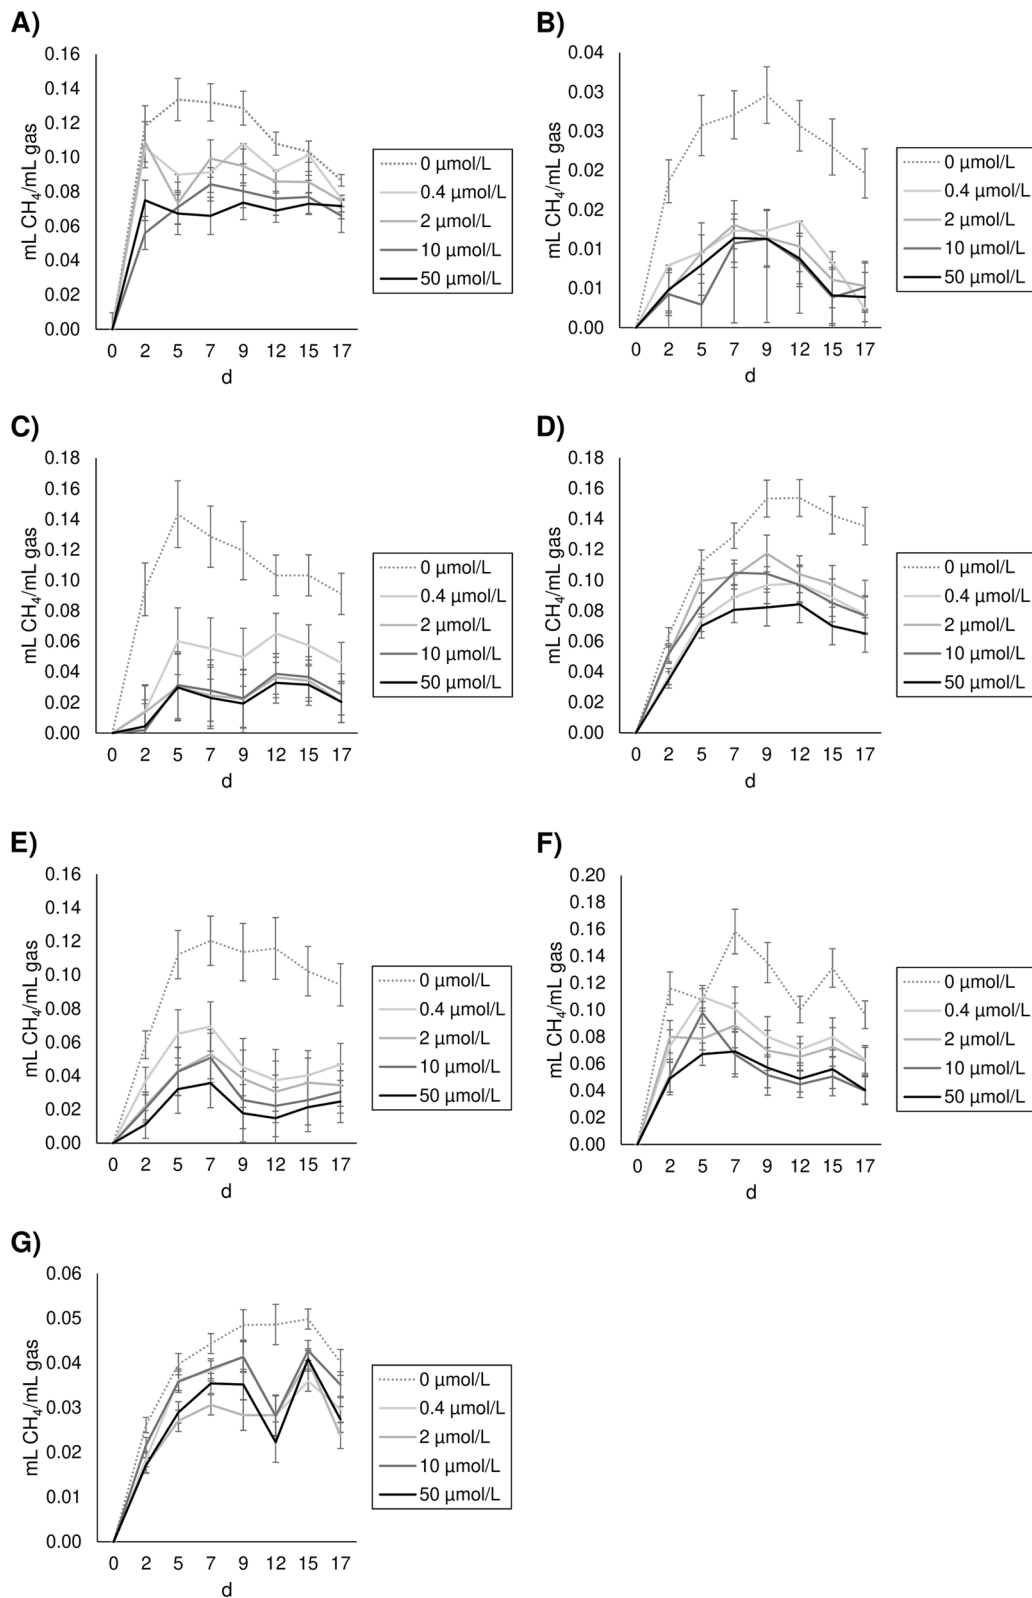 A)
mL CH4/mL gas
0.16
0.14
0.12
0.10
0.08
0.06
0.04
0.02
0.00
0 2 5 7 9 12 15 17
d
0 µmol/L
0.4 µmol/L
2 µmol/L
10 µmol/L
50 µmol/L
B)
mL CH4/mL gas
0.04
0.03
0.03
0.02
0.02
0.01
0.01
0.00
0 2 5 7 9 12 15 17
d
0 µmol/L
0.4 µmol/L
2 µmol/L
10 µmol/L
50 µmol/L
C)
mL CH4/mL gas
0.18
0.16
0.14
0.12
0.10
0.08
0.06
0.04
0.02
0.00
0 2 5 7 9 12 15 17
d
0 µmol/L
0.4 µmol/L
2 µmol/L
10 µmol/L
50 µmol/L
D)
mL CH4/mL gas
0.18
0.16
0.14
0.12
0.10
0.08
0.06
0.04
0.02
0.00
0 2 5 7 9 12 15 17
d
0 µmol/L
0.4 µmol/L
2 µmol/L
10 µmol/L
50 µmol/L
E)
mL CH4/mL gas
0.16
0.14
0.12
0.10
0.08
0.06
0.04
0.02
0.00
0 2 5 7 9 12 15 17
d
0 µmol/L
0.4 µmol/L
2 µmol/L
10 µmol/L
50 µmol/L
F)
mL CH4/mL gas
0.20
0.18
0.16
0.14
0.12
0.10
0.08
0.06
0.04
0.02
0.00
0 2 5 7 9 12 15 17
d
0 µmol/L
0.4 µmol/L
2 µmol/L
10 µmol/L
50 µmol/L
G)
mL CH4/mL gas
0.06
0.05
0.04
0.03
0.02
0.01
0.00
0 2 5 7 9 12 15 17
d
0 µmol/L
0.4 µmol/L
2 µmol/L
10 µmol/L
50 µmol/L